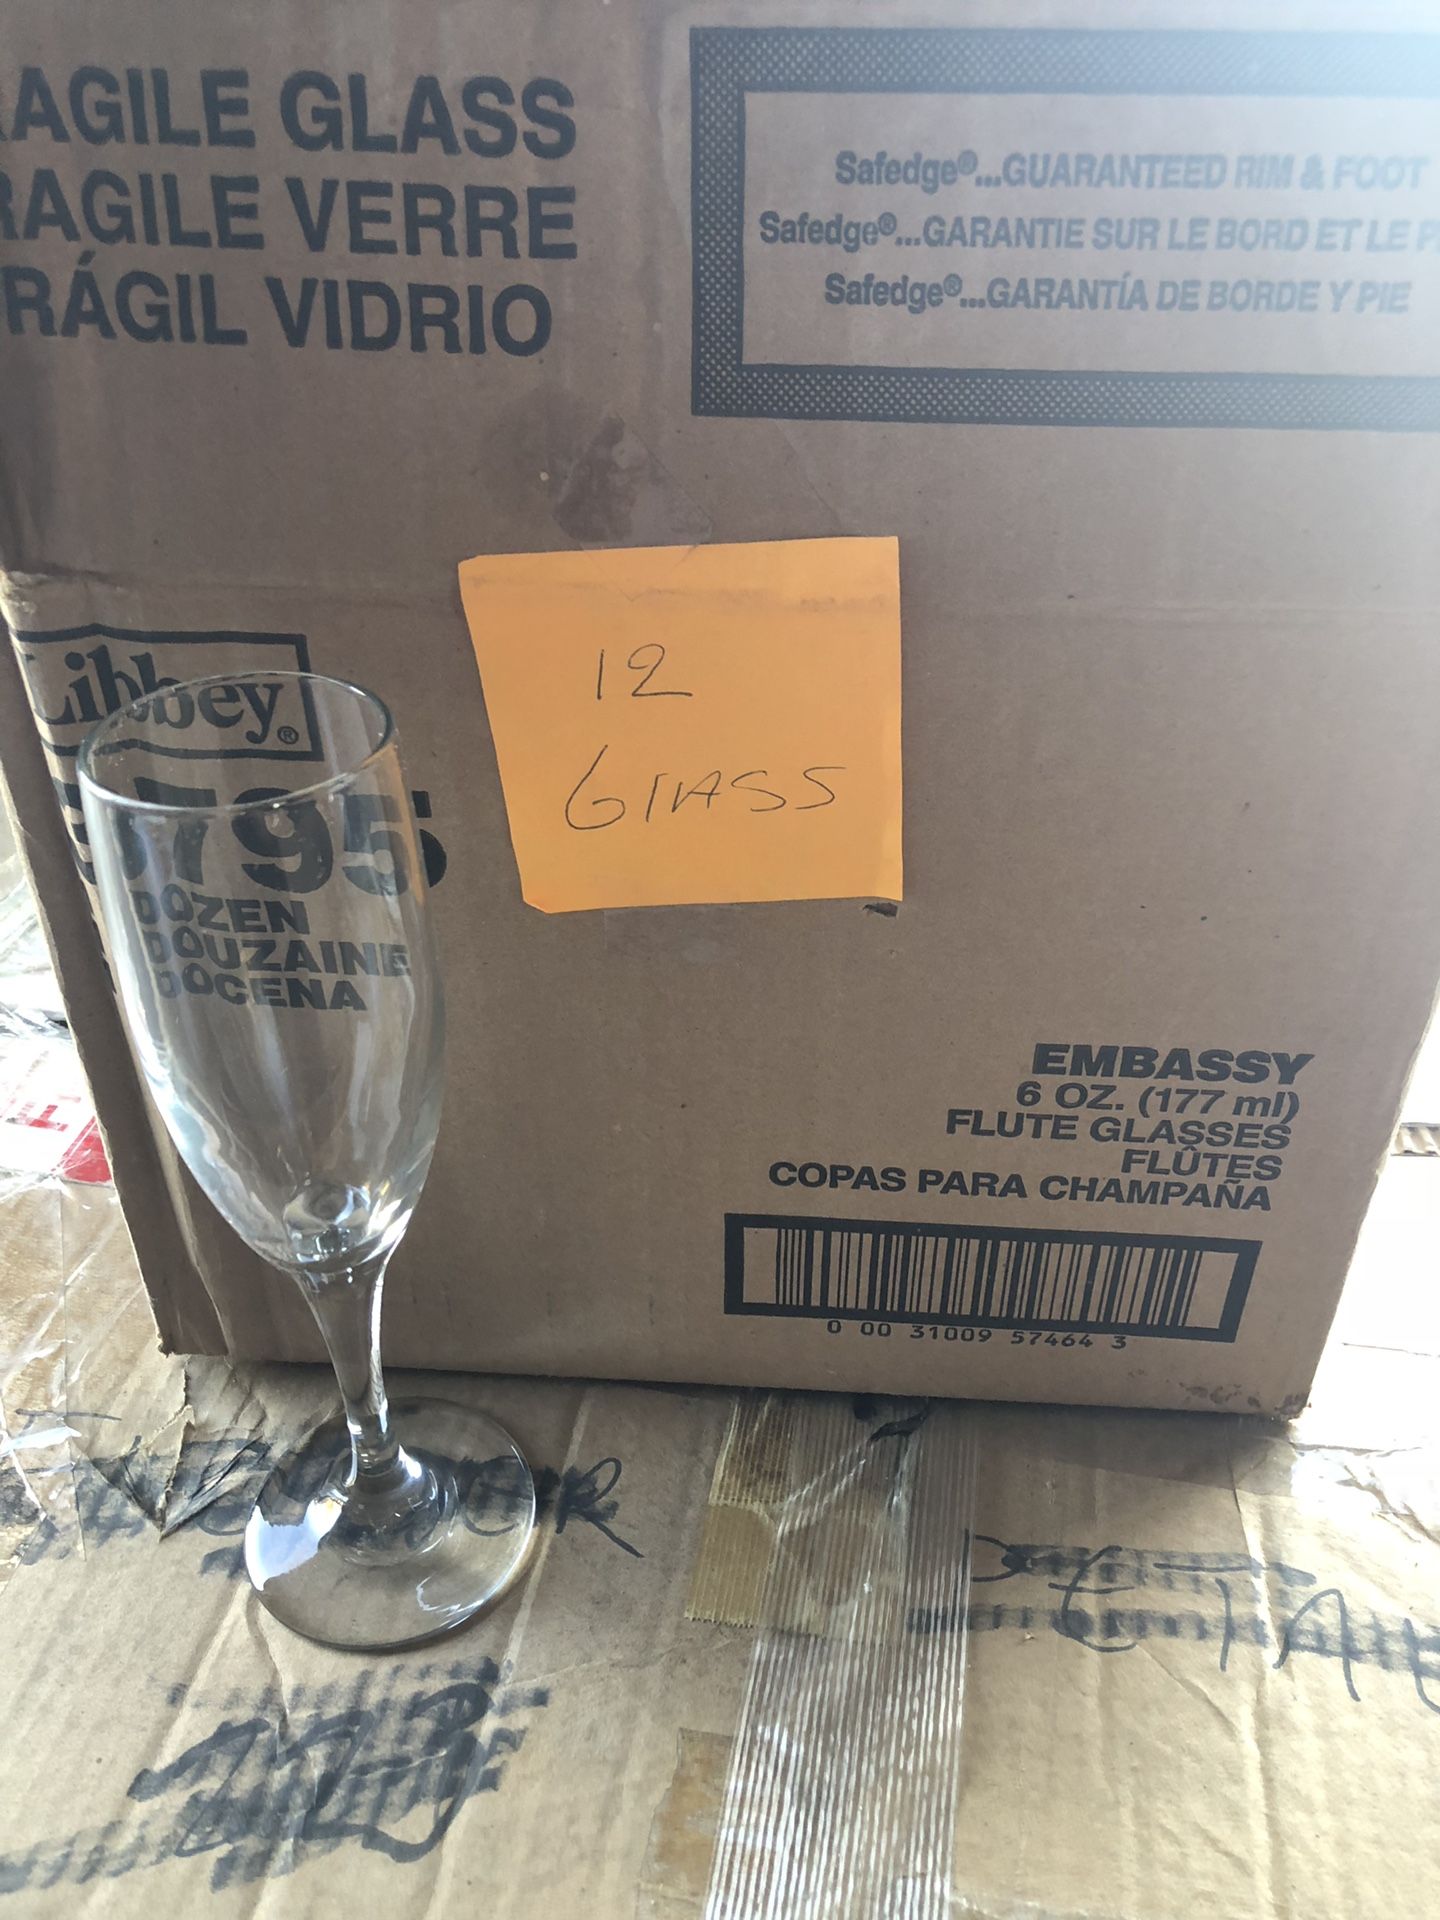 AGILE GLASS
RAGILE VERRE
RÁGIL VIDRIO
Safedge®...GUARANTEED RIM & FOOT
Safedge®...GARANTIE SUR LE BORD ET LE P
Safedge®...GARANTÍA DE BORDE Y PIE
12
GLASS
Libbey®
3795
DOZEN
DOUZAINE
DOCENA
EMBASSY
6 OZ. (177 ml)
FLUTE GLASSES
FLÛTES
COPAS PARA CHAMPAÑA
0 00 31009 57464 3